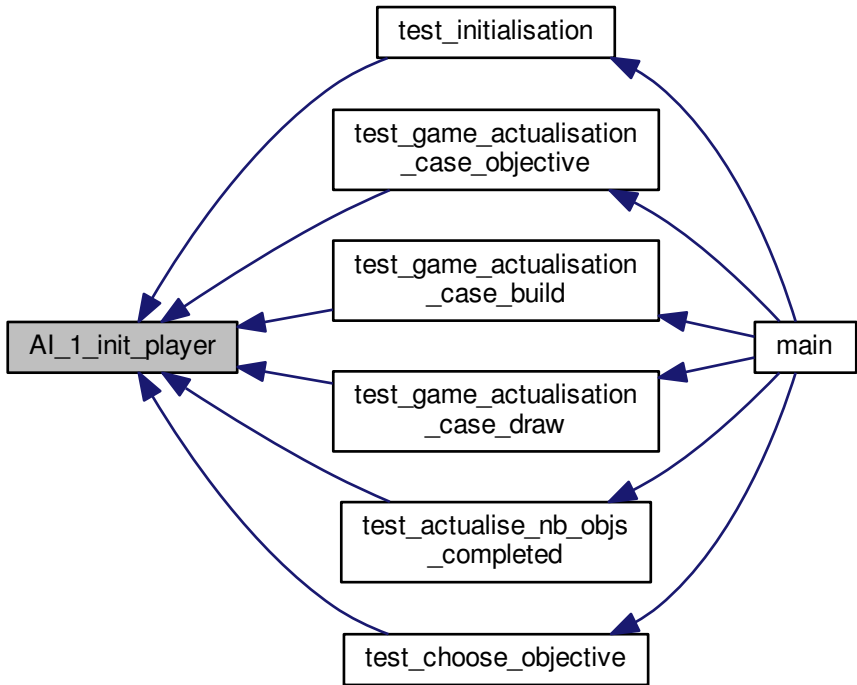 test_initialisation
test_game_actualisation
_case_objective
test_game_actualisation
_case_build
AI_1_init_player
main
test_game_actualisation
_case_draw
test_actualise_nb_objs
_completed
test_choose_objective